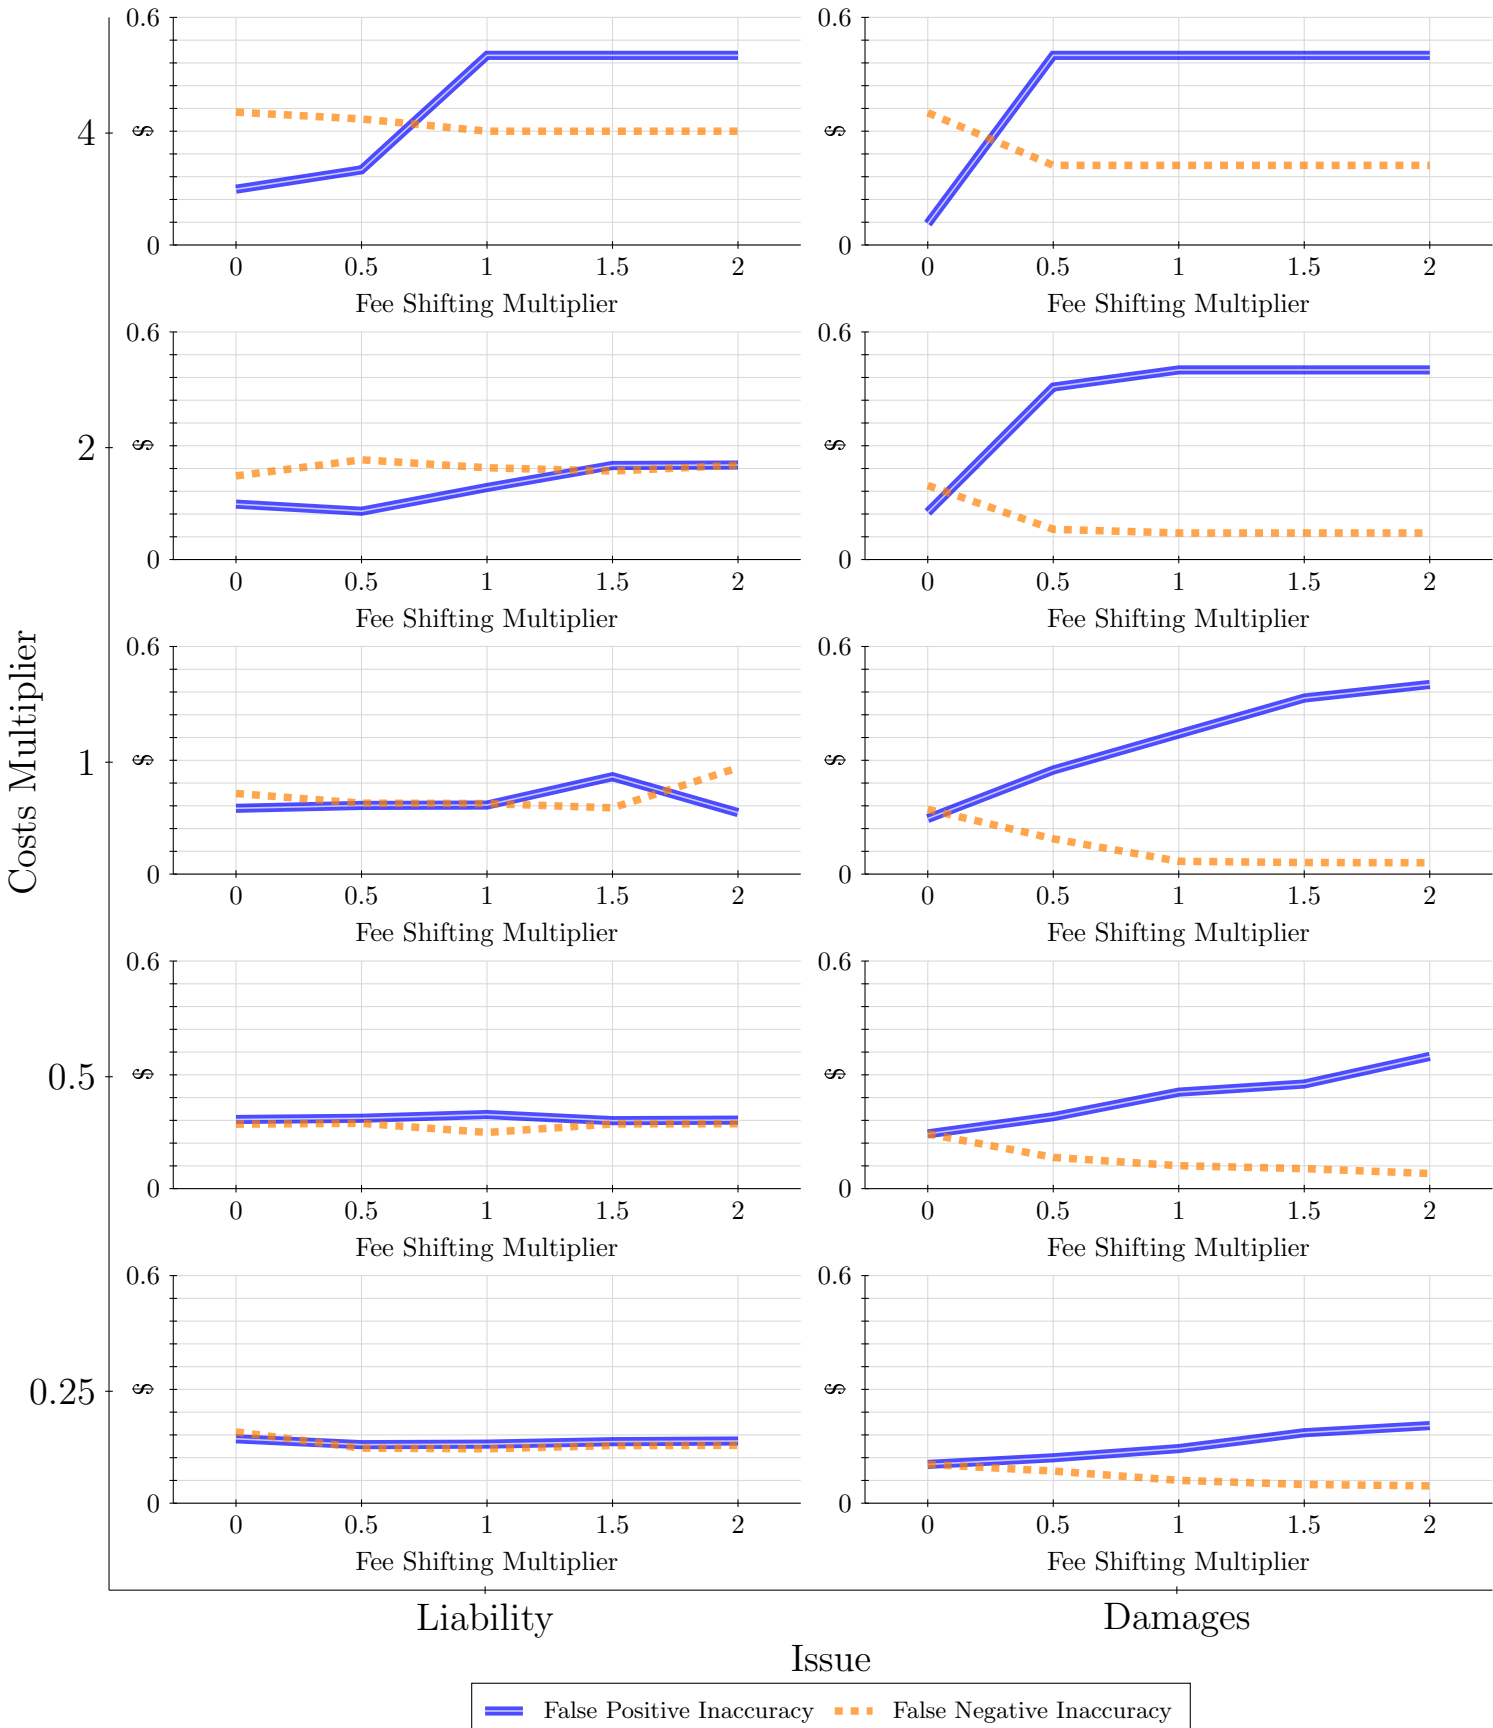 Costs Multiplier
4
0.6
$
0
0 0.5 1 1.5 2
Fee Shifting Multiplier
0.6
$
0
0 0.5 1 1.5 2
Fee Shifting Multiplier
2
0.6
$
0
0 0.5 1 1.5 2
Fee Shifting Multiplier
0.6
$
0
0 0.5 1 1.5 2
Fee Shifting Multiplier
1
0.6
$
0
0 0.5 1 1.5 2
Fee Shifting Multiplier
0.6
$
0
0 0.5 1 1.5 2
Fee Shifting Multiplier
0.5
0.6
$
0
0 0.5 1 1.5 2
Fee Shifting Multiplier
0.6
$
0
0 0.5 1 1.5 2
Fee Shifting Multiplier
0.25
0.6
$
0
0 0.5 1 1.5 2
Fee Shifting Multiplier
0.6
$
0
0 0.5 1 1.5 2
Fee Shifting Multiplier
Liability Damages
Issue
False Positive Inaccuracy False Negative Inaccuracy